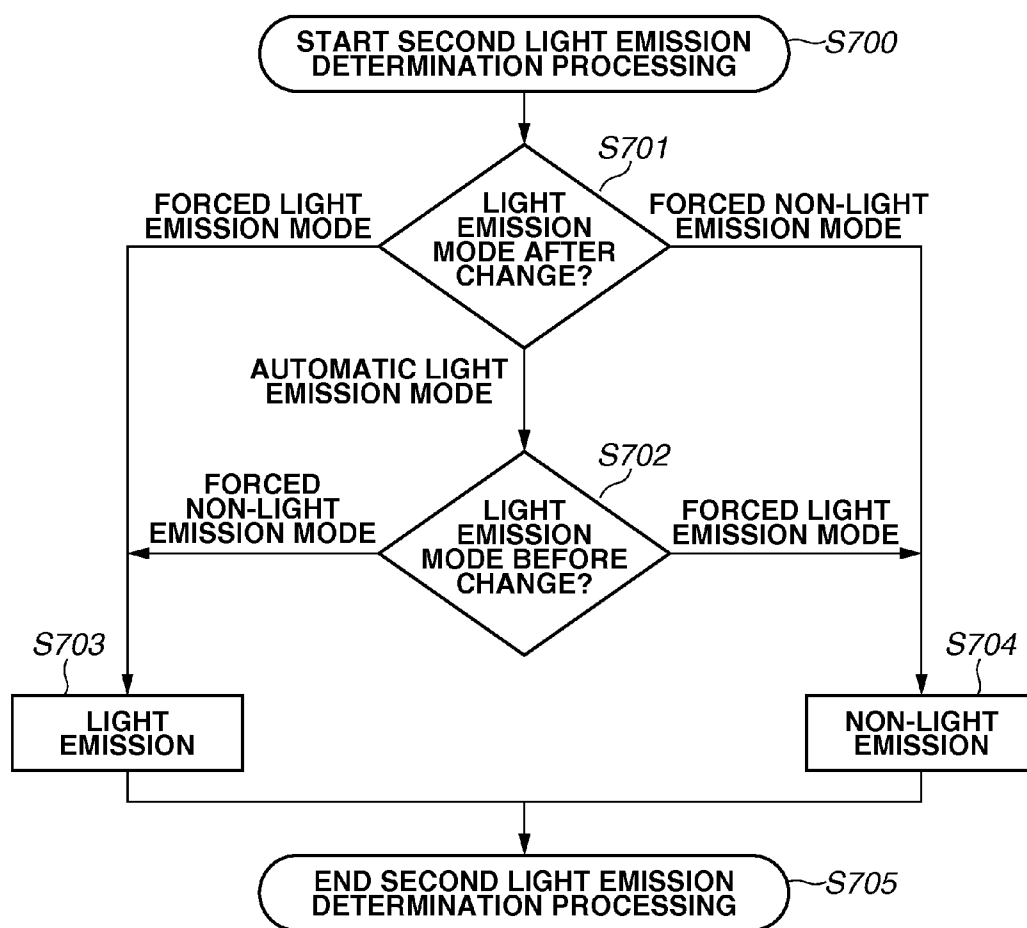 START SECOND LIGHT EMISSION
DETERMINATION PROCESSING
S700
S701
LIGHT
EMISSION
MODE AFTER
CHANGE?
FORCED LIGHT
EMISSION MODE
FORCED NON-LIGHT
EMISSION MODE
AUTOMATIC LIGHT
EMISSION MODE
S702
LIGHT
EMISSION
MODE BEFORE
CHANGE?
FORCED
NON-LIGHT
EMISSION MODE
FORCED LIGHT
EMISSION MODE
S703
LIGHT
EMISSION
S704
NON-LIGHT
EMISSION
END SECOND LIGHT EMISSION
DETERMINATION PROCESSING
S705